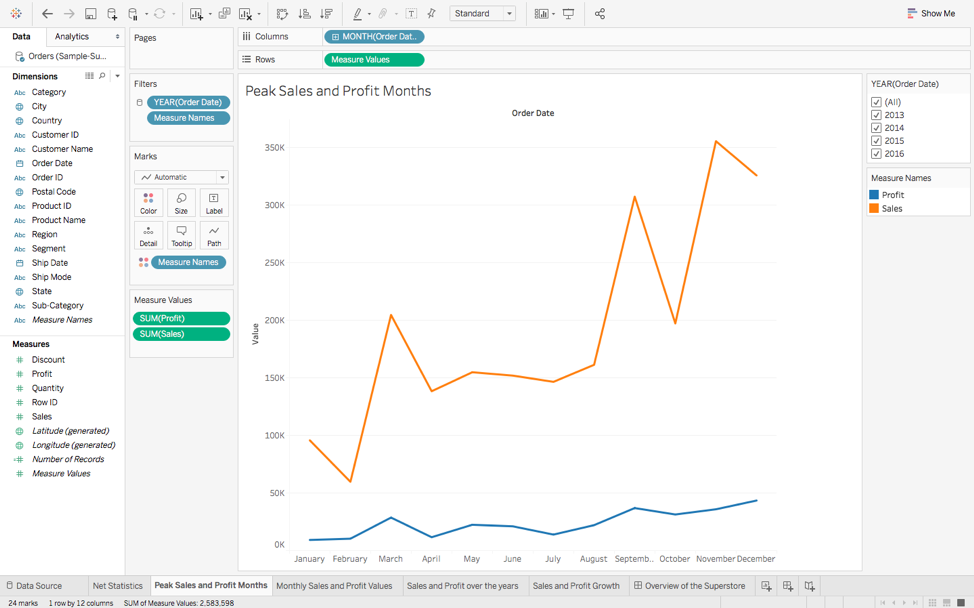 Standard
Show Me
Data
Analytics
Orders (Sample-Su...
Dimensions
Abc Category
City
Country
Abc Customer ID
Abc Customer Name
Order Date
Abc Order ID
Postal Code
Abc Product ID
Abc Product Name
Abc Region
Abc Segment
Ship Date
Abc Ship Mode
State
Abc Sub-Category
Abc Measure Names
Measures
# Discount
# Profit
# Quantity
# Row ID
# Sales
Latitude (generated)
Longitude (generated)
=# Number of Records
# Measure Values
Pages
Filters
YEAR(Order Date)
Measure Names
Marks
Automatic
Color
Size
Label
Detail
Tooltip
Path
Measure Names
Measure Values
SUM(Profit)
SUM(Sales)
Columns
MONTH(Order Dat..
Rows
Measure Values
Peak Sales and Profit Months
Order Date
350K
300K
250K
200K
150K
100K
50K
0K
Value
January February March April May June July August Septemb.. October November December
YEAR(Order Date)
(All)
2013
2014
2015
2016
Measure Names
Profit
Sales
Data Source
Net Statistics
Peak Sales and Profit Months
Monthly Sales and Profit Values
Sales and Profit over the years
Sales and Profit Growth
Overview of the Superstore
24 marks 1 row by 12 columns SUM of Measure Values: 2,583,598